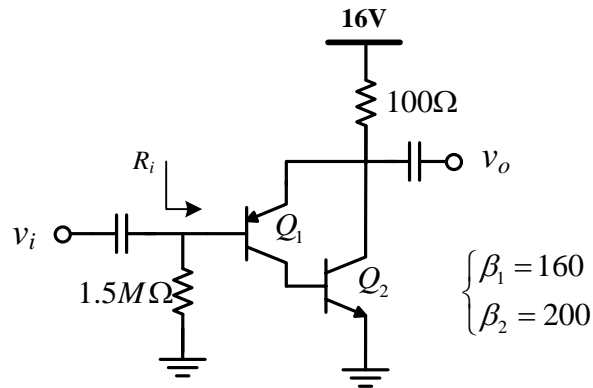 16V
100Ω
R_i
v_o
v_i
Q_1
1.5MΩ
Q_2
β_1 = 160
β_2 = 200